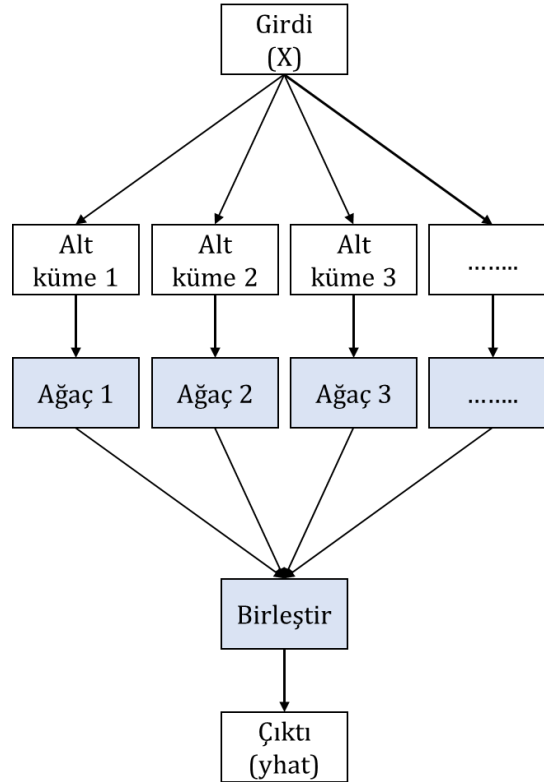 Girdi
(X)
Alt
küme 1
Alt
küme 2
Alt
küme 3
……..
Ağaç 1
Ağaç 2
Ağaç 3
……..
Birleştir
Çıktı
(yhat)